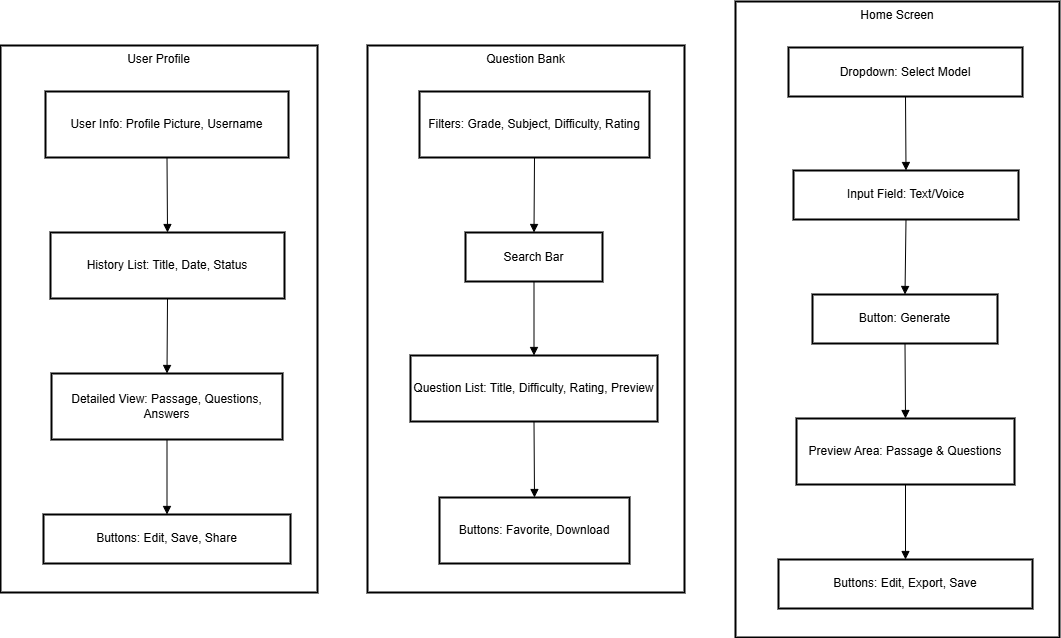 User Profile
User Info: Profile Picture, Username
History List: Title, Date, Status
Detailed View: Passage, Questions,
Answers
Buttons: Edit, Save, Share
Question Bank
Filters: Grade, Subject, Difficulty, Rating
Search Bar
Question List: Title, Difficulty, Rating, Preview
Buttons: Favorite, Download
Home Screen
Dropdown: Select Model
Input Field: Text/Voice
Button: Generate
Preview Area: Passage & Questions
Buttons: Edit, Export, Save